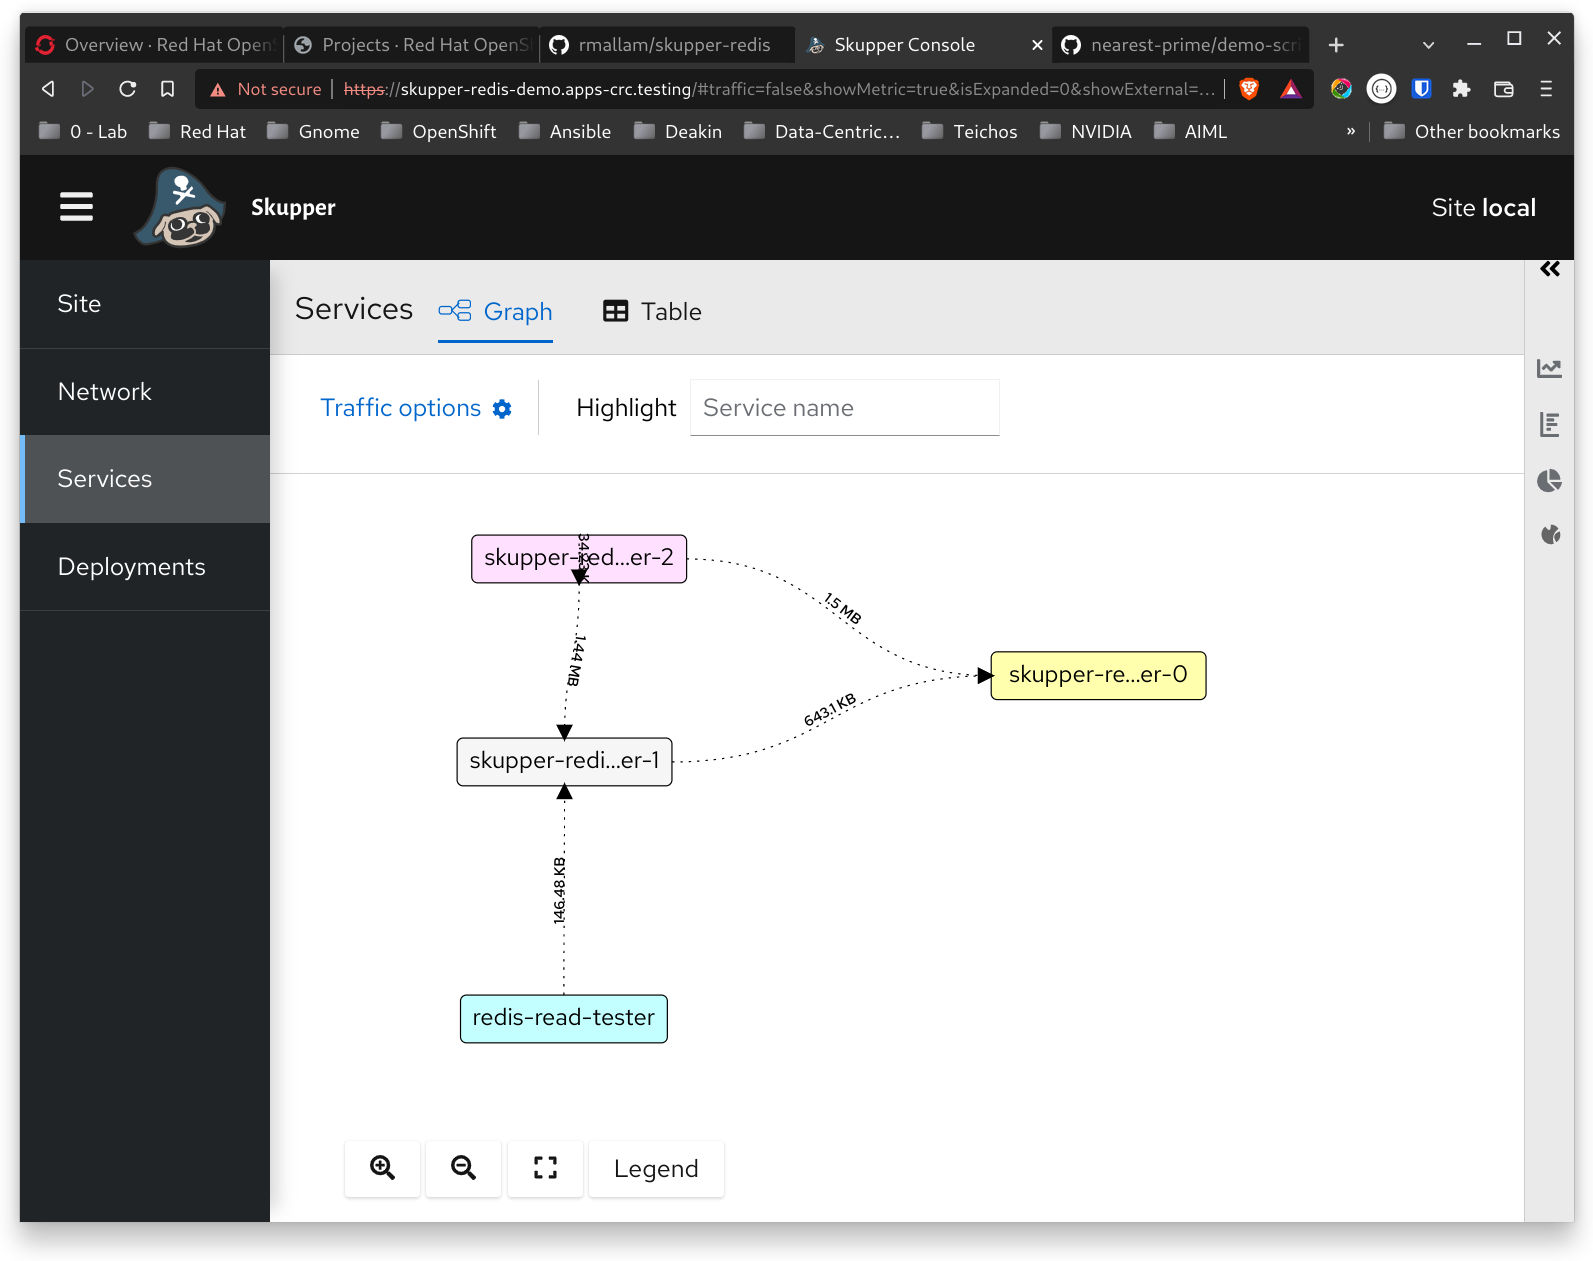 Overview · Red Hat OpenS
Projects · Red Hat OpenSh
rmallam/skupper-redis
Skupper Console
nearest-prime/demo-scri
Not secure
https://skupper-redis-demo.apps-crc.testing/#traffic=false&showMetric=true&isExpanded=0&showExternal=...
0 - Lab
Red Hat
Gnome
OpenShift
Ansible
Deakin
Data-Centric...
Teichos
NVIDIA
AIML
»
Other bookmarks
Skupper
Site local
Site
Network
Services
Deployments
Services
Graph
Table
Traffic options
Highlight
Service name
skupper-red...er-2
1.5 MB
1.44 MB
skupper-re...er-0
643.1 KB
skupper-redi...er-1
146.48 KB
redis-read-tester
Legend